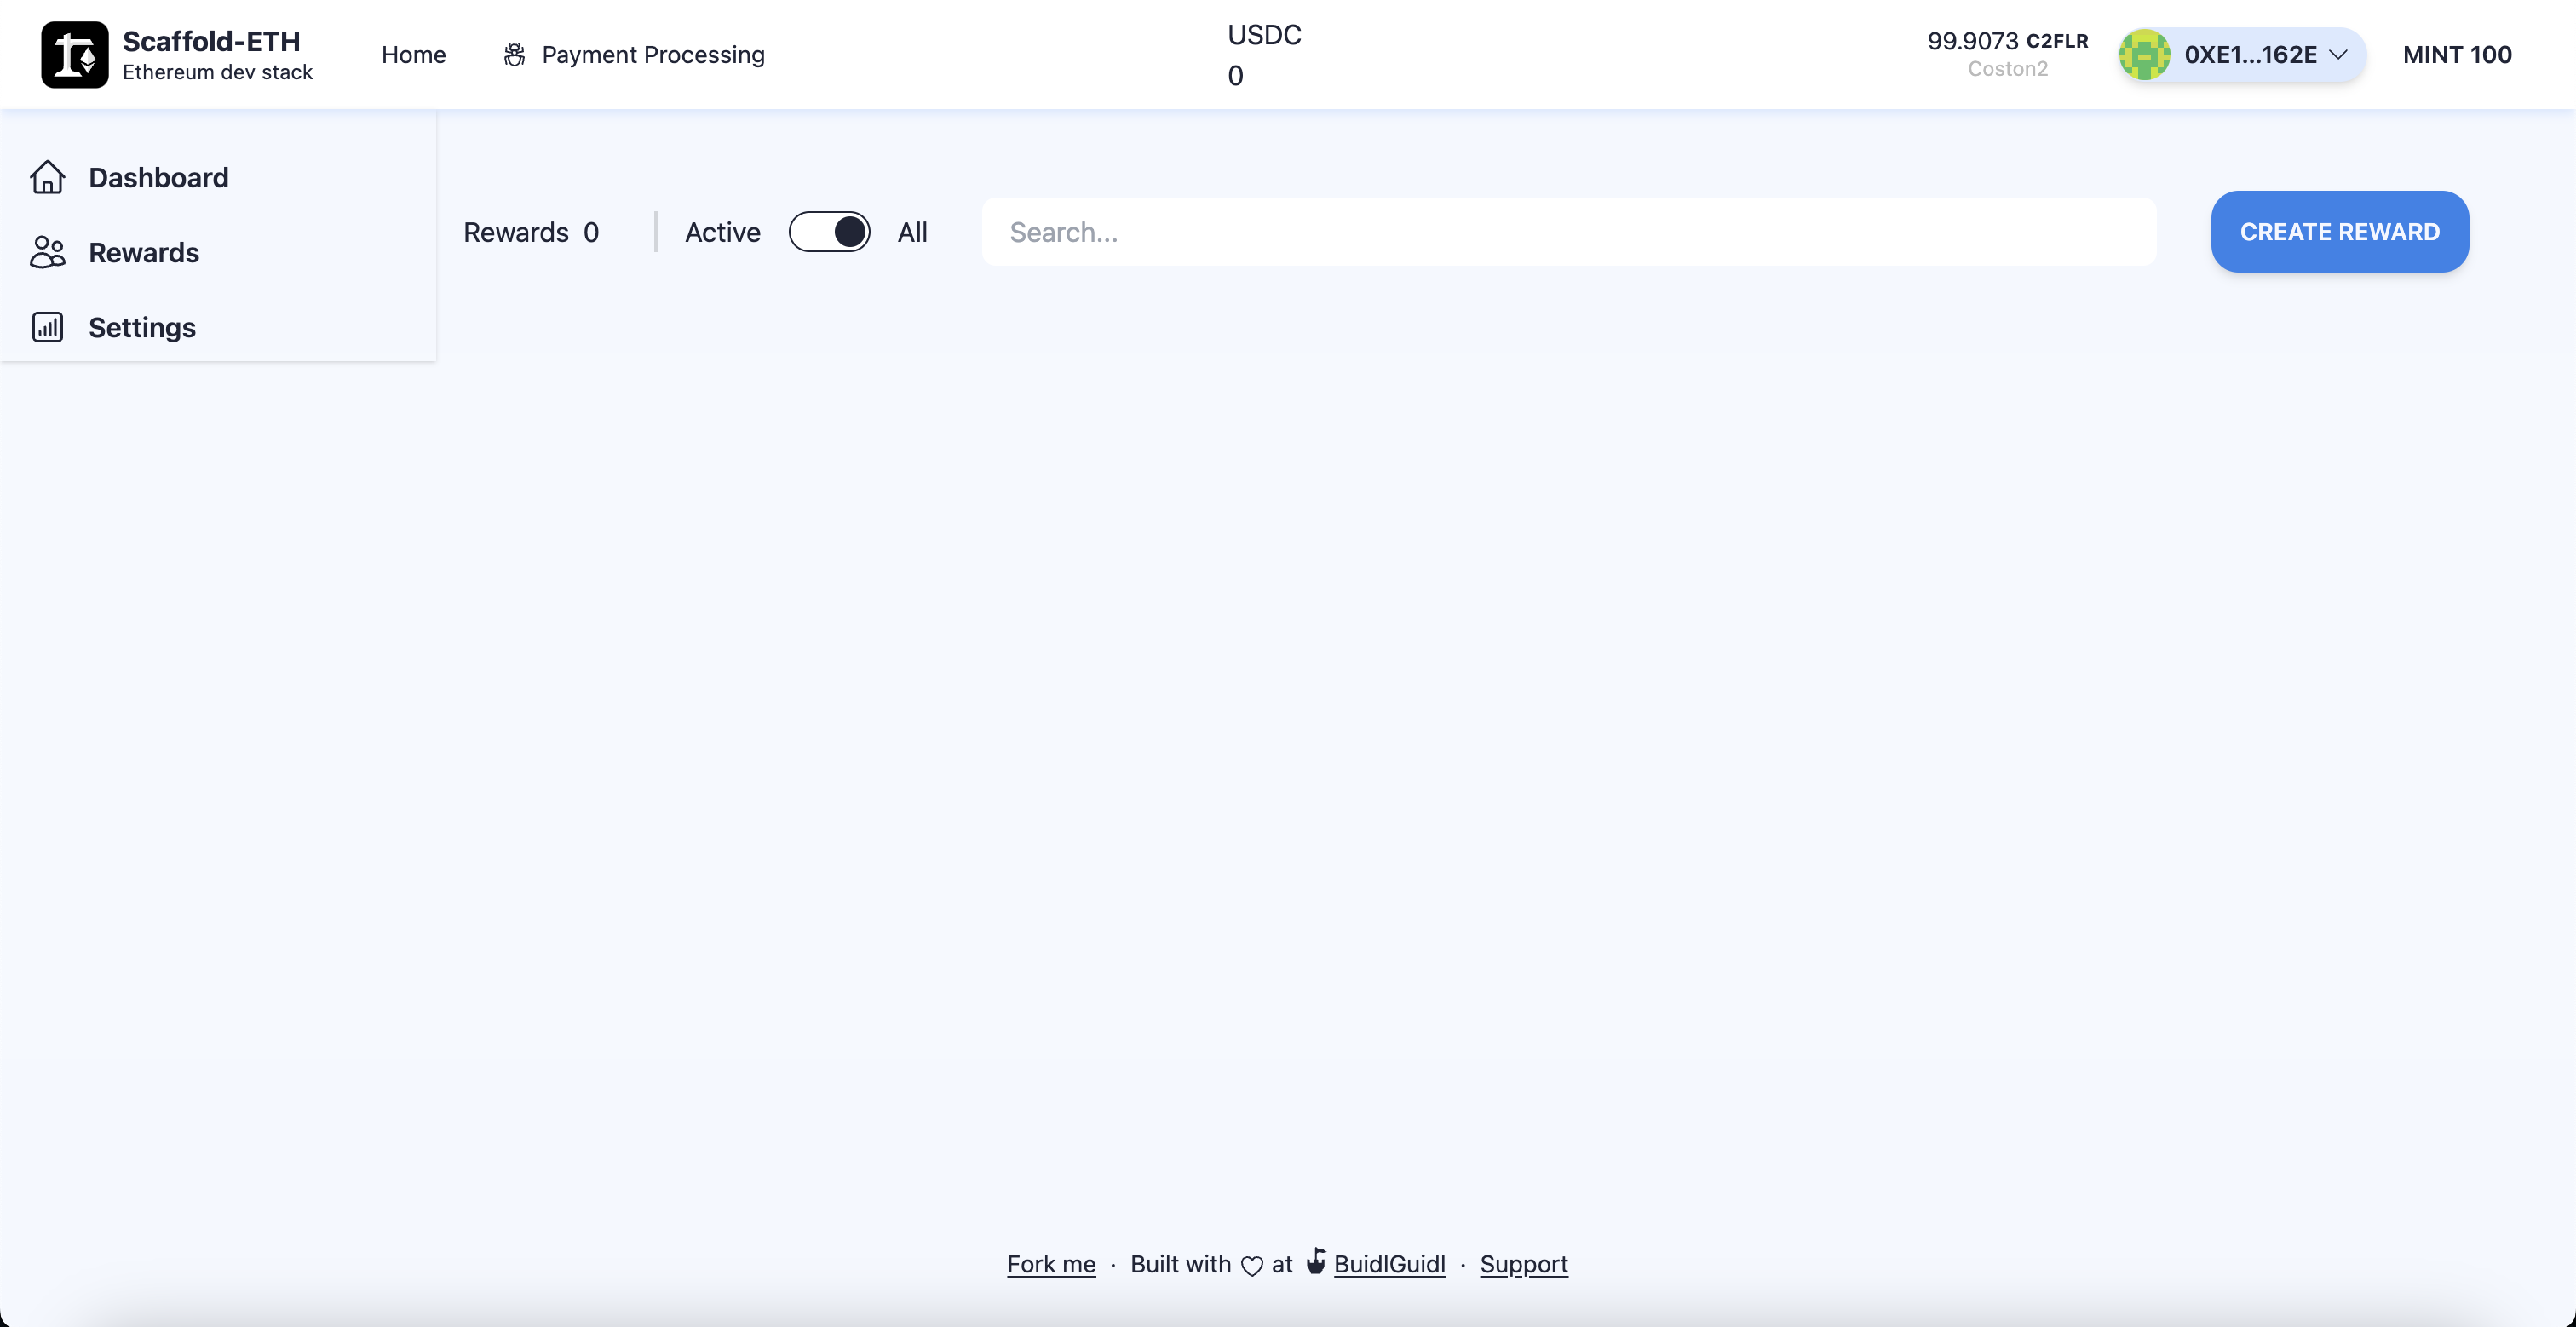 Scaffold-ETH
Ethereum dev stack
Home
Payment Processing
USDC
0
99.9073 C2FLR
Coston2
0XE1...162E
MINT 100
Dashboard
Rewards
Settings
Rewards 0
Active
All
Search...
CREATE REWARD
Fork me · Built with at BuidlGuidl · Support